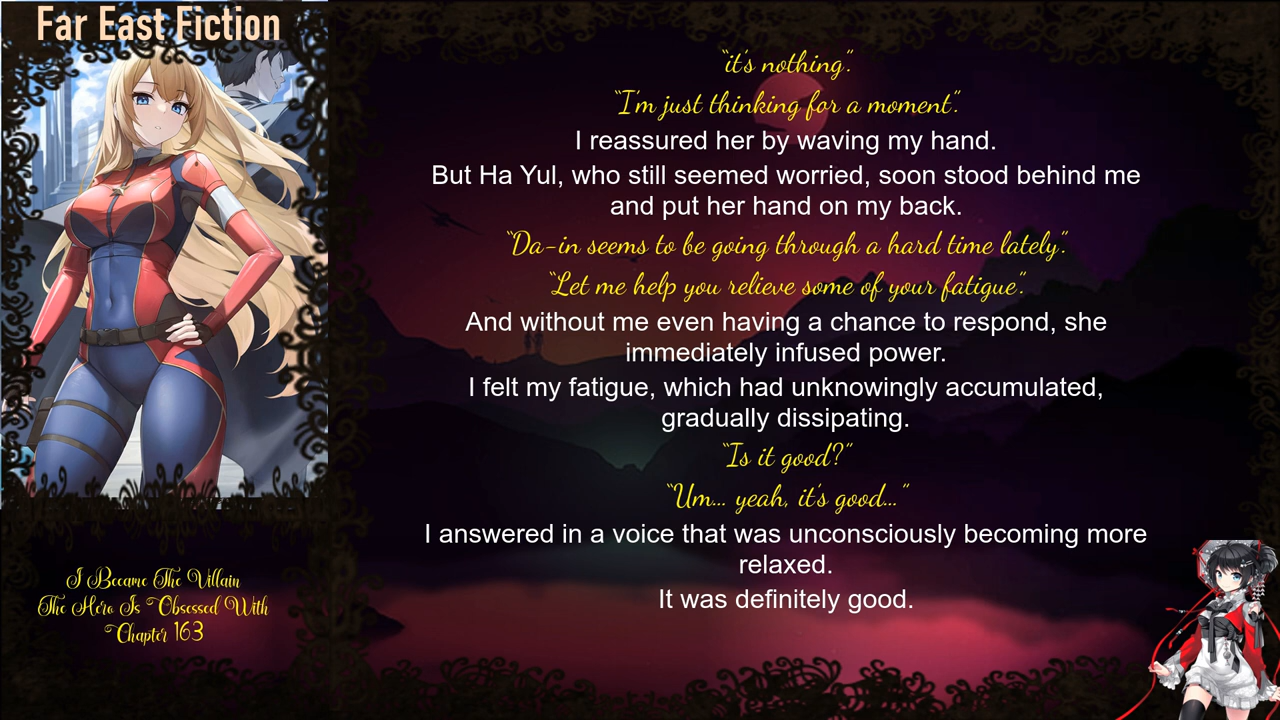 Far East Fiction
"it's nothing".
"I'm just thinking for a moment".
I reassured her by waving my hand.
But Ha Yul, who still seemed worried, soon stood behind me
and put her hand on my back.
"Da-in seems to be going through a hard time lately".
"Let me help you relieve some of your fatigue".
And without me even having a chance to respond, she
immediately infused power.
I felt my fatigue, which had unknowingly accumulated,
gradually dissipating.
"Is it good?"
"Um... yeah, it's good..."
I answered in a voice that was unconsciously becoming more
relaxed.
It was definitely good.
I Became The Villain
The Hero Is Obsessed With
Chapter 163